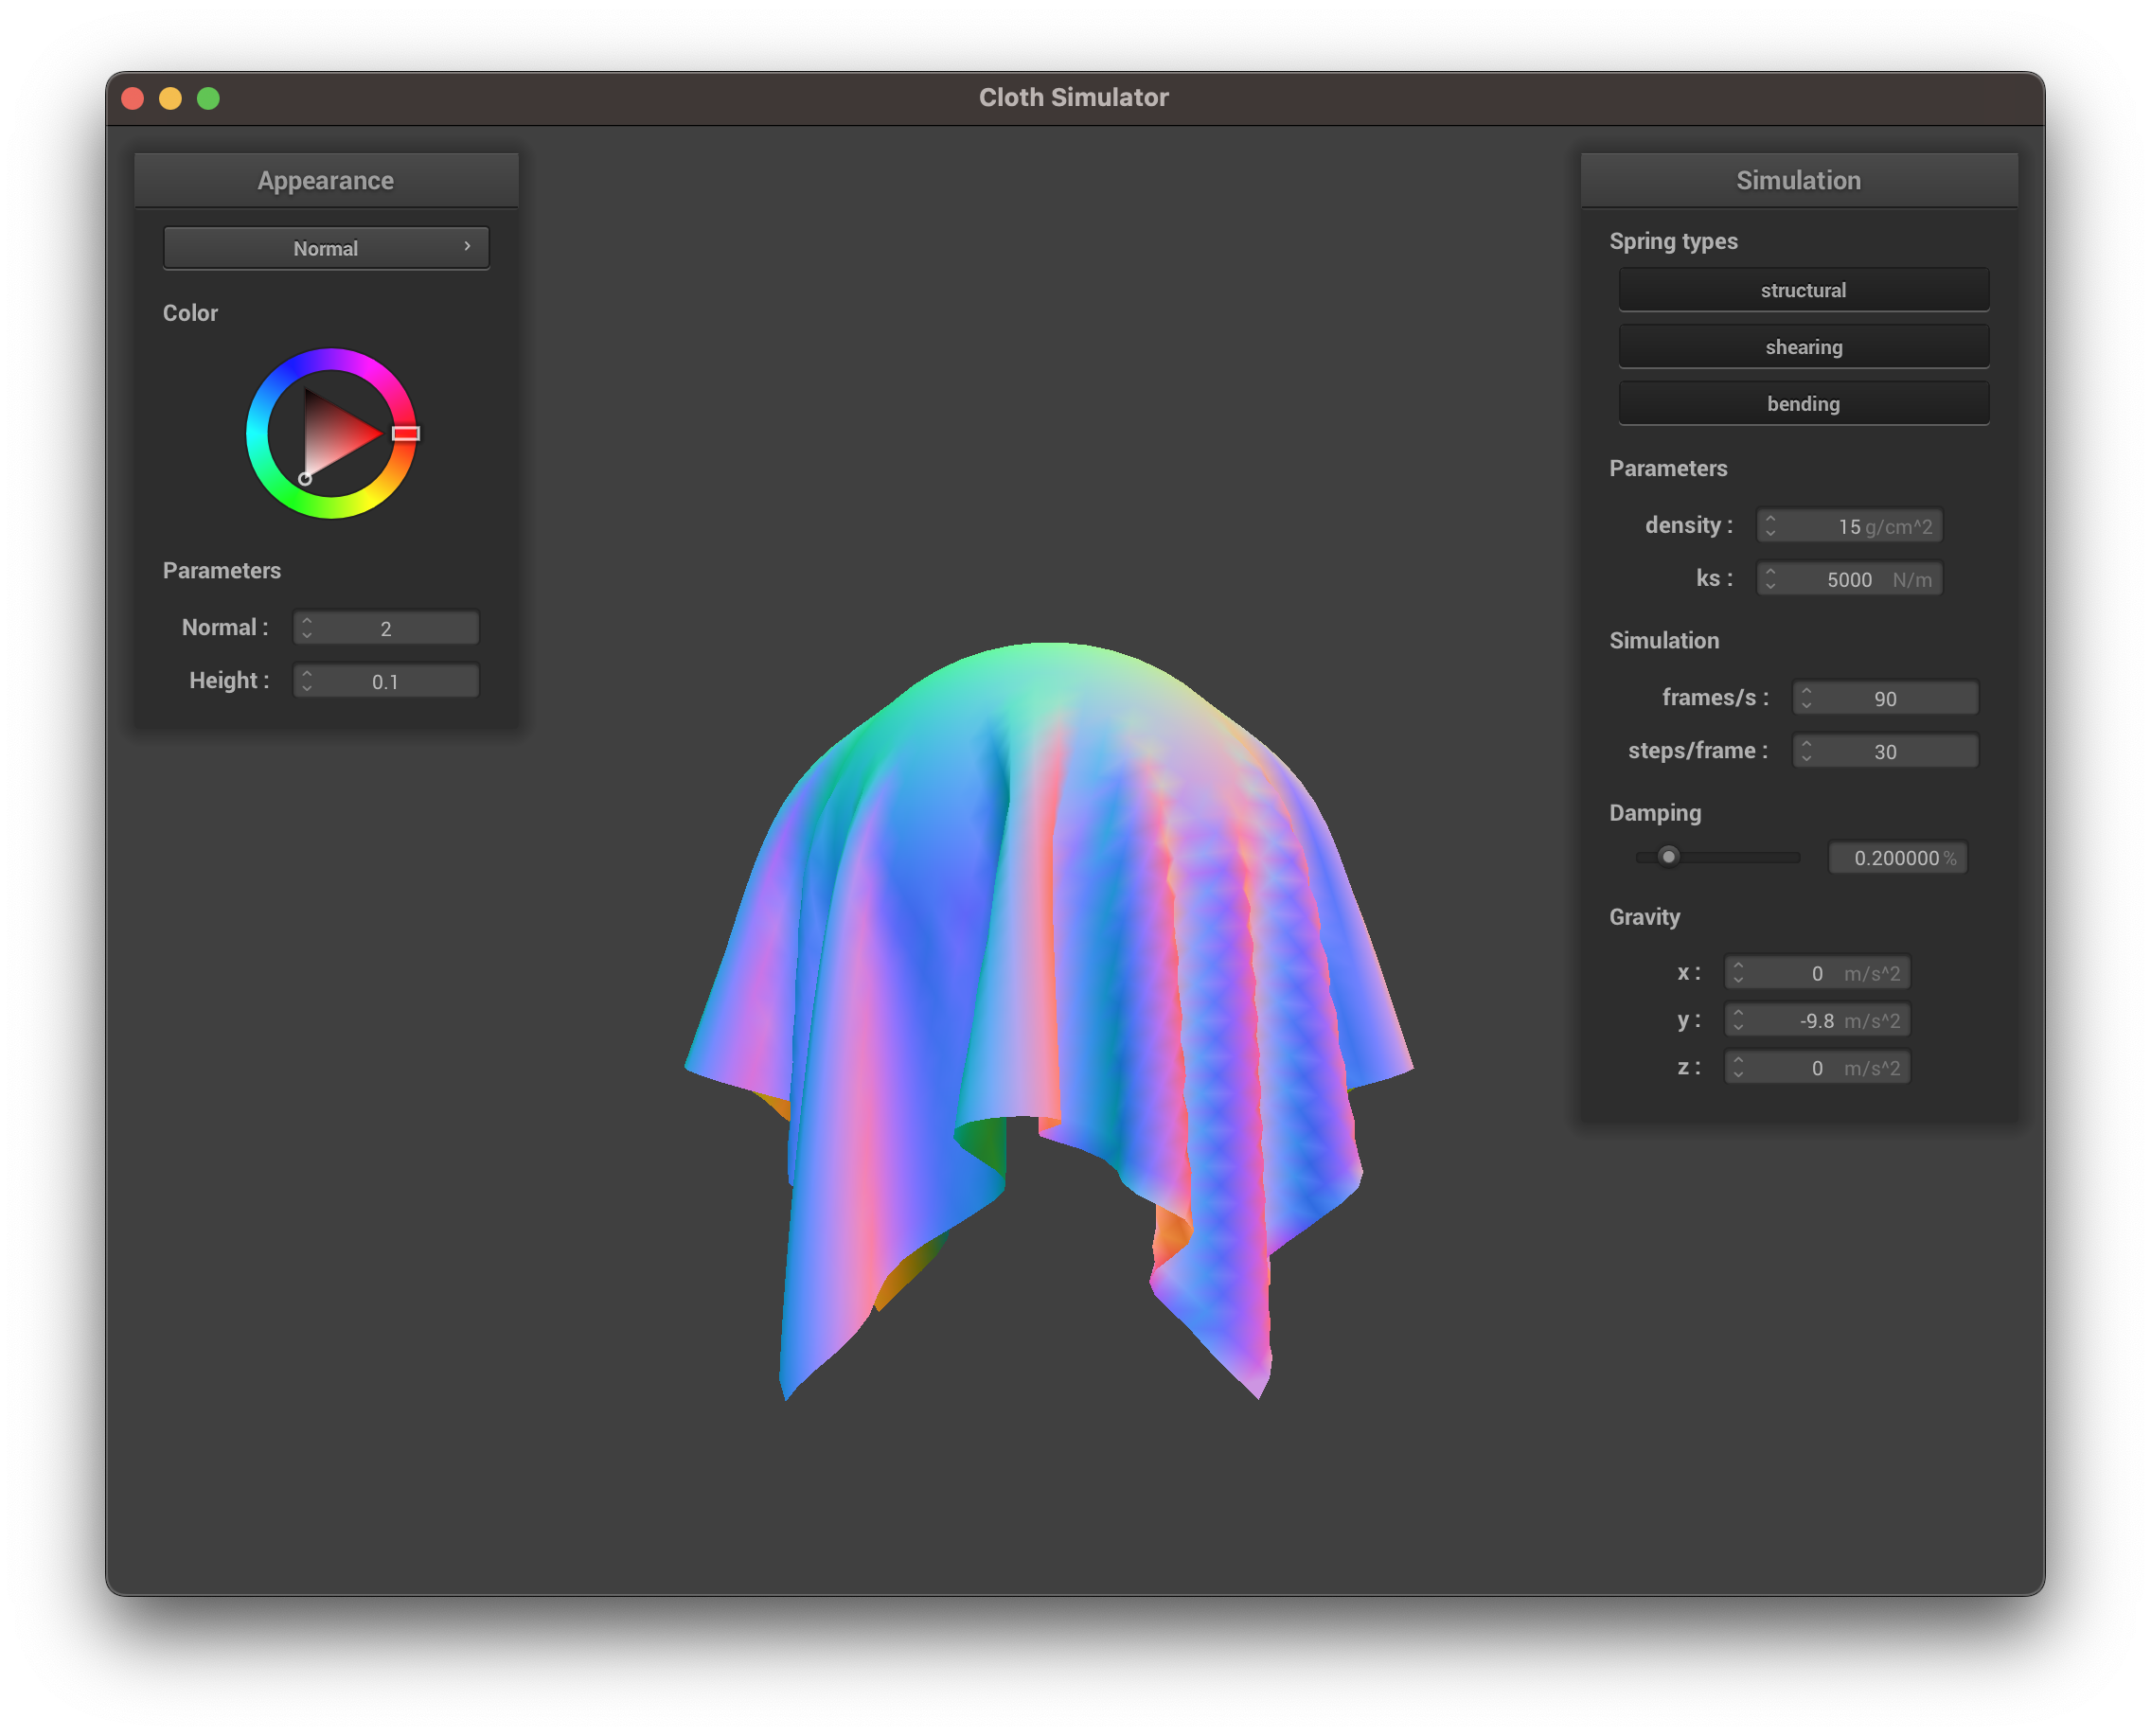 Cloth Simulator
Appearance
Normal
Color
Parameters
Normal : 2
Height : 0.1
Simulation
Spring types
structural
shearing
bending
Parameters
density : 15 g/cm^2
ks : 5000 N/m
Simulation
frames/s : 90
steps/frame : 30
Damping
0.200000 %
Gravity
x : 0 m/s^2
y : -9.8 m/s^2
z : 0 m/s^2